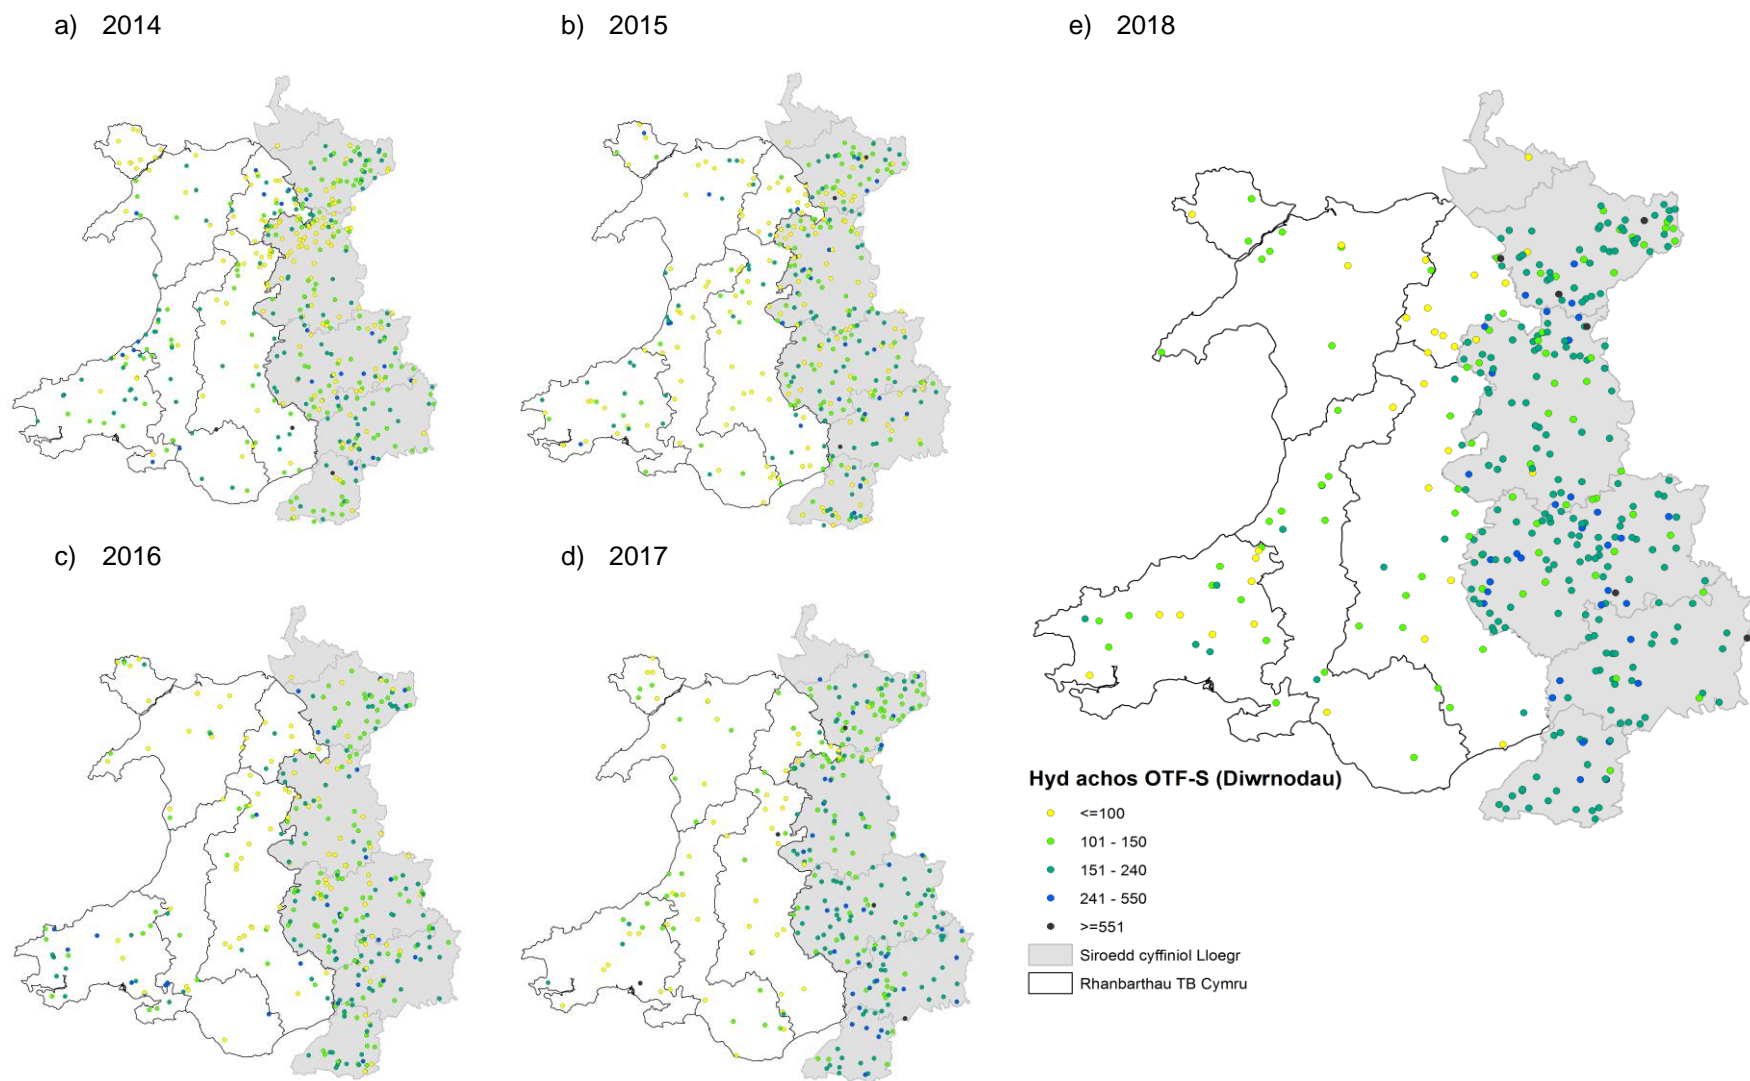 a) 2014
b) 2015
e) 2018
c) 2016
d) 2017
Hyd achos OTF-S (Diwrnodau)
<=100
101 - 150
151 - 240
241 - 550
>=551
Siroedd cyffiniol Lloegr
Rhanbarthau TB Cymru